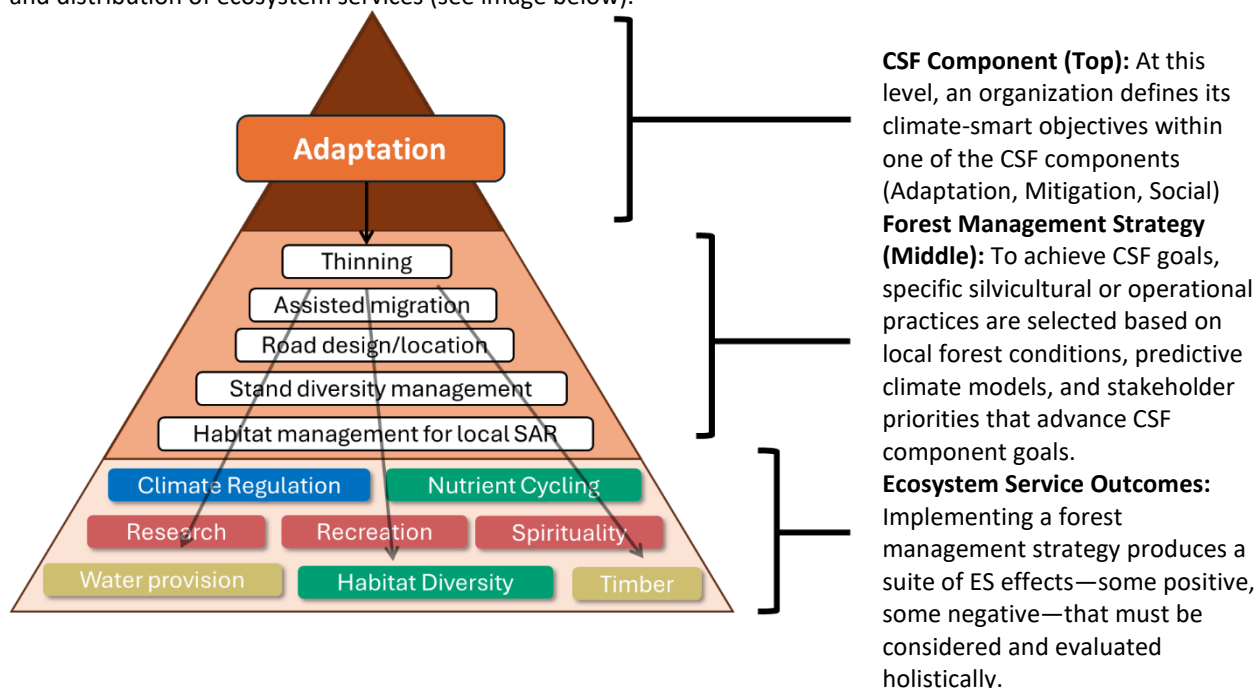 and distribution of ecosystem services (see image below).
Adaptation
Thinning
Assisted migration
Road design/location
Stand diversity management
Habitat management for local SAR
Climate Regulation
Nutrient Cycling
Research
Recreation
Spirituality
Water provision
Habitat Diversity
Timber
CSF Component (Top): At this
level, an organization defines its
climate-smart objectives within
one of the CSF components
(Adaptation, Mitigation, Social)
Forest Management Strategy
(Middle): To achieve CSF goals,
specific silvicultural or operational
practices are selected based on
local forest conditions, predictive
climate models, and stakeholder
priorities that advance CSF
component goals.
Ecosystem Service Outcomes:
Implementing a forest
management strategy produces a
suite of ES effects—some positive,
some negative—that must be
considered and evaluated
holistically.